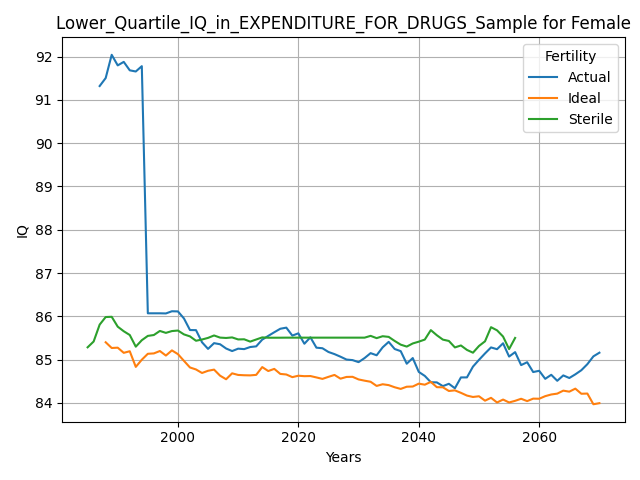 Lower_Quartile_IQ_in_EXPENDITURE_FOR_DRUGS_Sample for Female
Fertility
Actual
Ideal
Sterile
92
91
90
89
88
87
86
85
84
IQ
2000
2020
2040
2060
Years